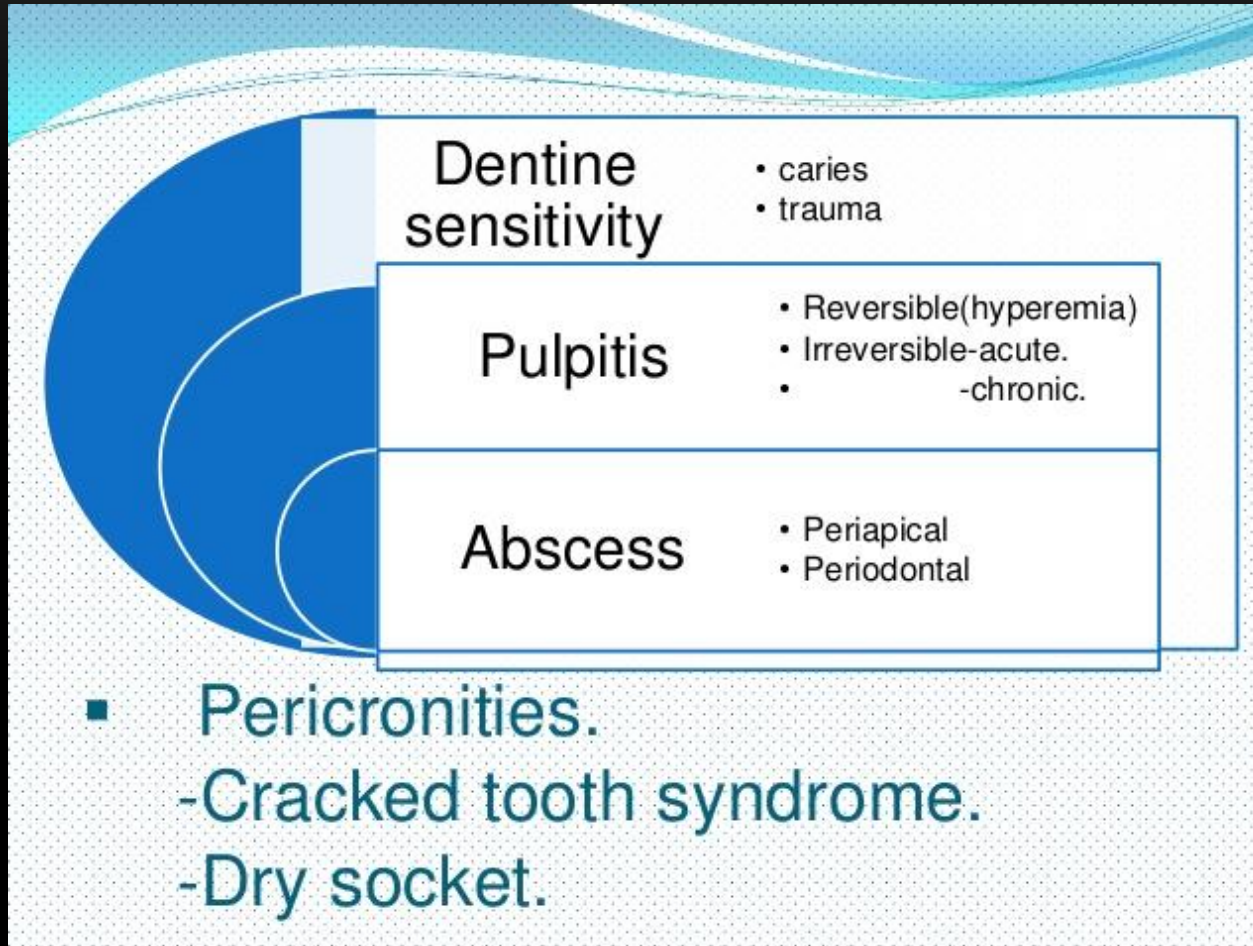 Dentine
sensitivity
• caries
• trauma
Pulpitis
• Reversible(hyperemia)
• Irreversible-acute.
• -chronic.
Abscess
• Periapical
• Periodontal
▪ Pericronities.
-Cracked tooth syndrome.
-Dry socket.